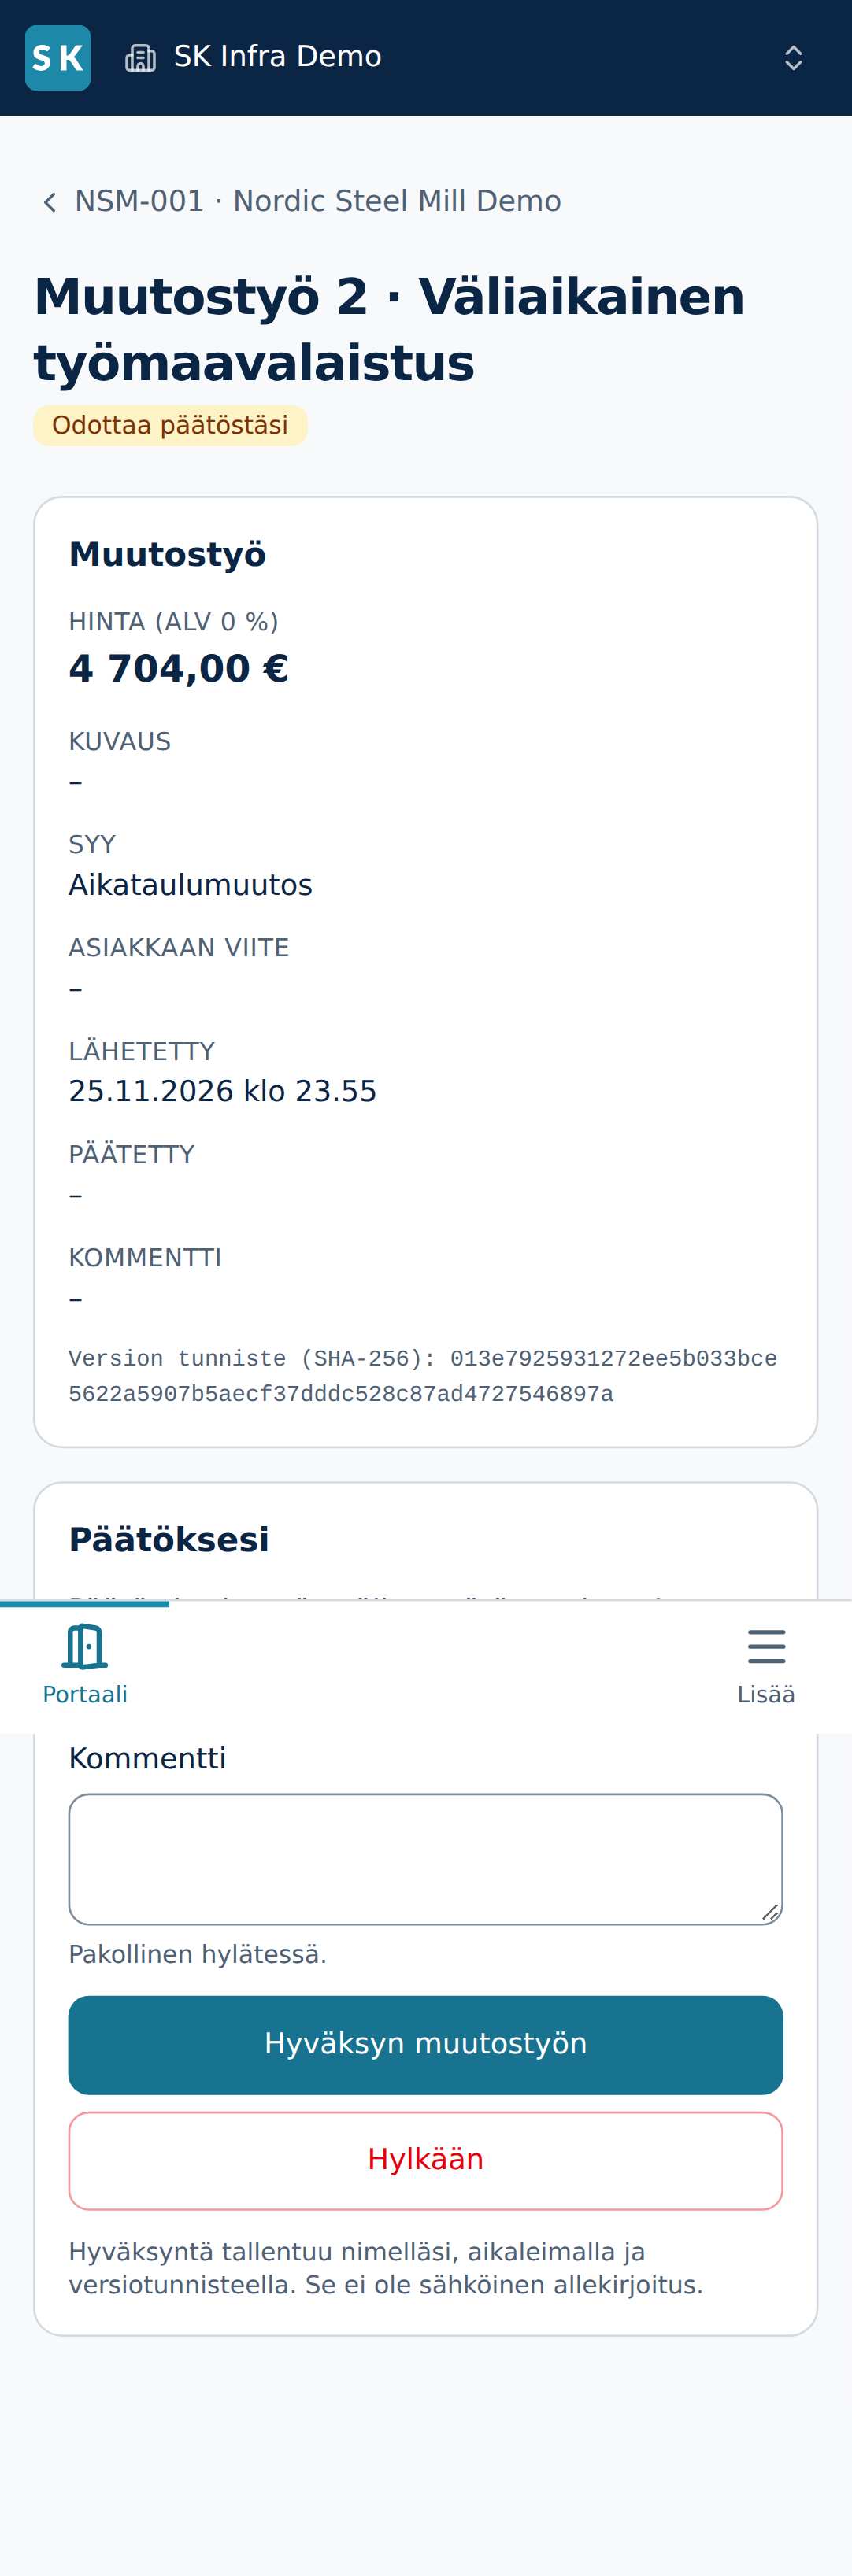 SK
SK Infra Demo
NSM-001 · Nordic Steel Mill Demo
Muutostyö 2 · Väliaikainen
työmaavalaistus
Odottaa päätöstäsi
Muutostyö
HINTA (ALV 0 %)
4 704,00 €
KUVAUS
–
SYY
Aikataulumuutos
ASIAKKAAN VIITE
–
LÄHETETTY
25.11.2026 klo 23.55
PÄÄTETTY
–
KOMMENTTI
–
Version tunniste (SHA-256): 013e7925931272ee5b033bce
5622a5907b5aecf37dddc528c87ad4727546897a
Päätöksesi
Portaali
Lisää
Kommentti
Pakollinen hylätessä.
Hyväksyn muutostyön
Hylkään
Hyväksyntä tallentuu nimelläsi, aikaleimalla ja
versiotunnisteella. Se ei ole sähköinen allekirjoitus.